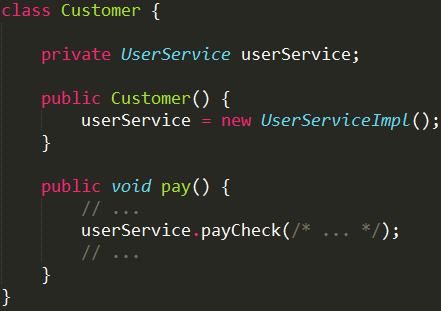 class Customer {
private UserService userService;
public Customer() {
userService = new UserServiceImpl();
}
public void pay() {
// ...
userService.payCheck(/* ... */);
// ...
}
}